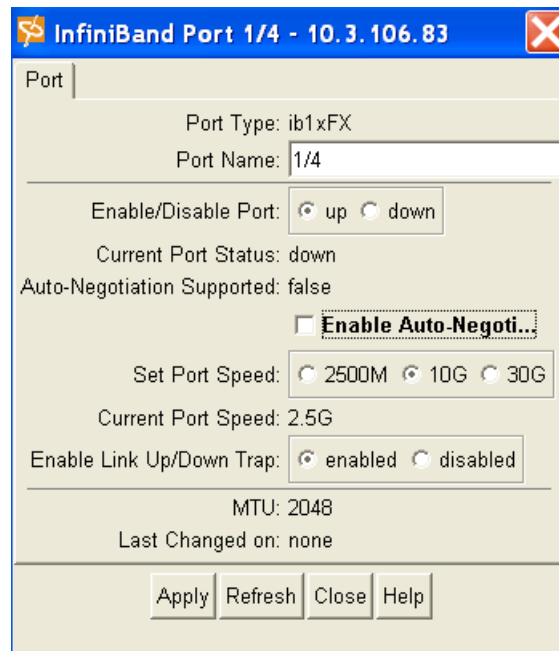 InfiniBand Port 1/4 - 10.3.106.83
Port
Port Type: ib1xFX
Port Name: 1/4
Enable/Disable Port: up down
Current Port Status: down
Auto-Negotiation Supported: false
Enable Auto-Negoti...
Set Port Speed: 2500M 10G 30G
Current Port Speed: 2.5G
Enable Link Up/Down Trap: enabled disabled
MTU: 2048
Last Changed on: none
Apply Refresh Close Help